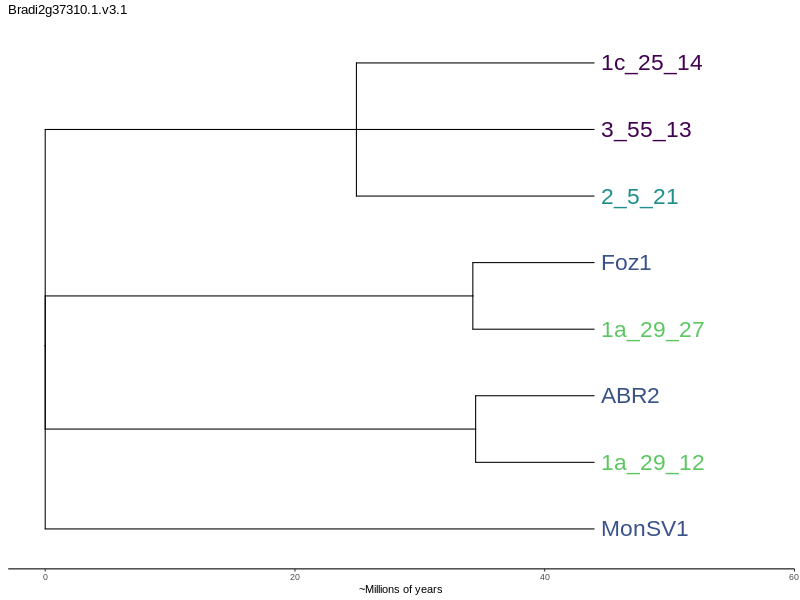 Bradi2g37310.1.v3.1
1c_25_14
3_55_13
2_5_21
Foz1
1a_29_27
ABR2
1a_29_12
MonSV1
0 20 40 60
~Millions of years